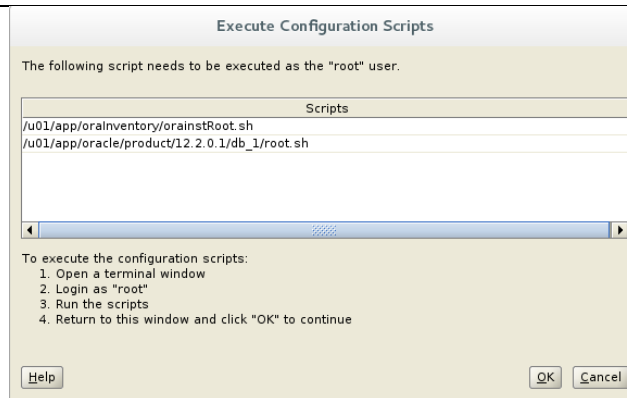 Execute Configuration Scripts
The following script needs to be executed as the "root" user.
Scripts
/u01/app/oraInventory/orainstRoot.sh
/u01/app/oracle/product/12.2.0.1/db_1/root.sh
To execute the configuration scripts:
1. Open a terminal window
2. Login as "root"
3. Run the scripts
4. Return to this window and click "OK" to continue
Help
OK
Cancel